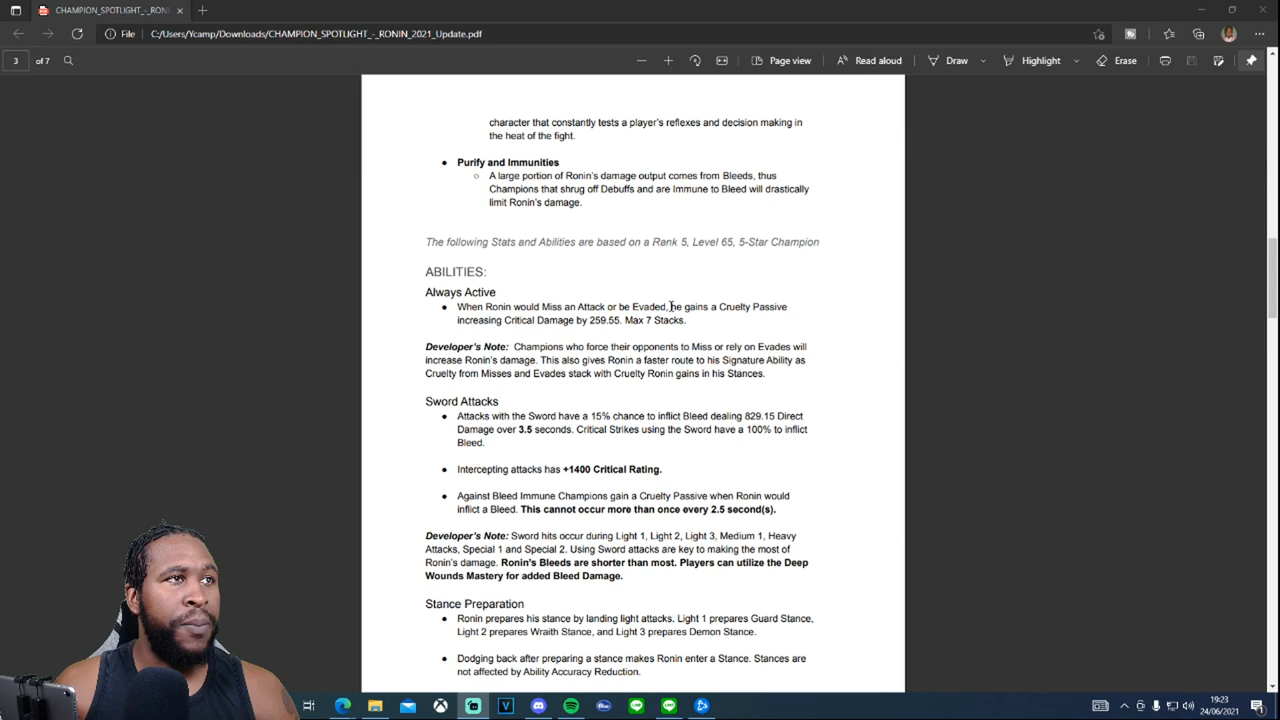 CHAMPION_SPOTLIGHT_-_RONIN
File
C:/Users/Ycamp/Downloads/CHAMPION_SPOTLIGHT_-_RONIN_2021_Update.pdf
3 of 7
Page view
Read aloud
Draw
Highlight
Erase
character that constantly tests a player's reflexes and decision making in
the heat of the fight.
Purify and Immunities
A large portion of Ronin's damage output comes from Bleeds, thus
Champions that shrug off Debuffs and are Immune to Bleed will drastically
limit Ronin's damage.
The following Stats and Abilities are based on a Rank 5, Level 65, 5-Star Champion
ABILITIES:
Always Active
When Ronin would Miss an Attack or be Evaded, he gains a Cruelty Passive
increasing Critical Damage by 259.55. Max 7 Stacks.
Developer's Note: Champions who force their opponents to Miss or rely on Evades will
increase Ronin's damage. This also gives Ronin a faster route to his Signature Ability as
Cruelty from Misses and Evades stack with Cruelty Ronin gains in his Stances.
Sword Attacks
Attacks with the Sword have a 15% chance to inflict Bleed dealing 829.15 Direct
Damage over 3.5 seconds. Critical Strikes using the Sword have a 100% to inflict
Bleed.
Intercepting attacks has +1400 Critical Rating.
Against Bleed Immune Champions gain a Cruelty Passive when Ronin would
inflict a Bleed. This cannot occur more than once every 2.5 second(s).
Developer's Note: Sword hits occur during Light 1, Light 2, Light 3, Medium 1, Heavy
Attacks, Special 1 and Special 2. Using Sword attacks are key to making the most of
Ronin's damage. Ronin's Bleeds are shorter than most. Players can utilize the Deep
Wounds Mastery for added Bleed Damage.
Stance Preparation
Ronin prepares his stance by landing light attacks. Light 1 prepares Guard Stance,
Light 2 prepares Wraith Stance, and Light 3 prepares Demon Stance.
Dodging back after preparing a stance makes Ronin enter a Stance. Stances are
not affected by Ability Accuracy Reduction.
19:23
24/06/2021